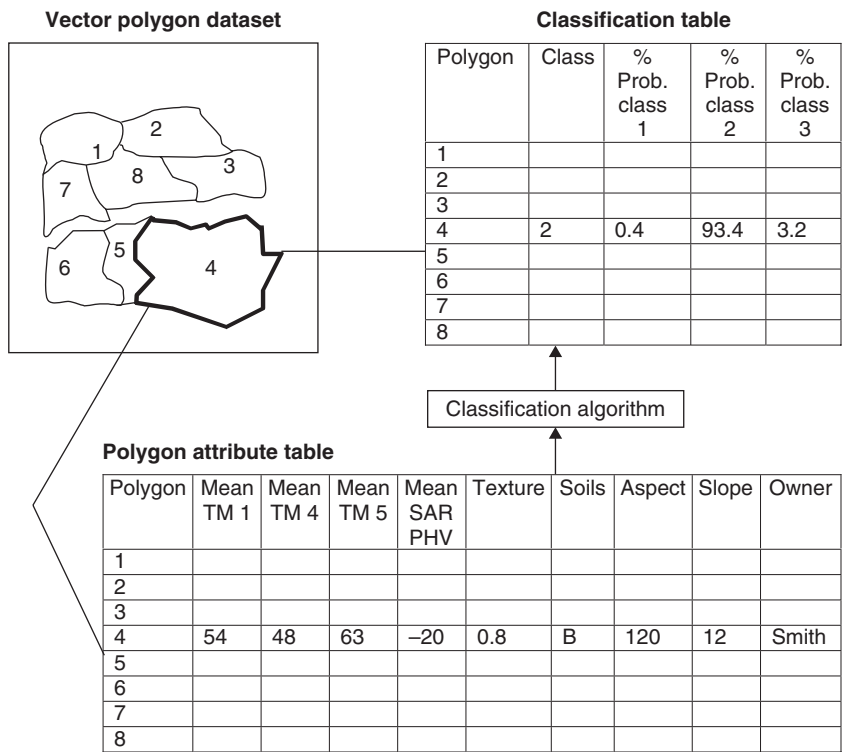 Vector polygon dataset
1
2
3
7
8
5
6
4
Classification table
Polygon Class % Prob. class 1 % Prob. class 2 % Prob. class 3
1
2
3
4 2 0.4 93.4 3.2
5
6
7
8
Classification algorithm
Polygon attribute table
Polygon Mean TM 1 Mean TM 4 Mean TM 5 Mean SAR PHV Texture Soils Aspect Slope Owner
1
2
3
4 54 48 63 –20 0.8 B 120 12 Smith
5
6
7
8